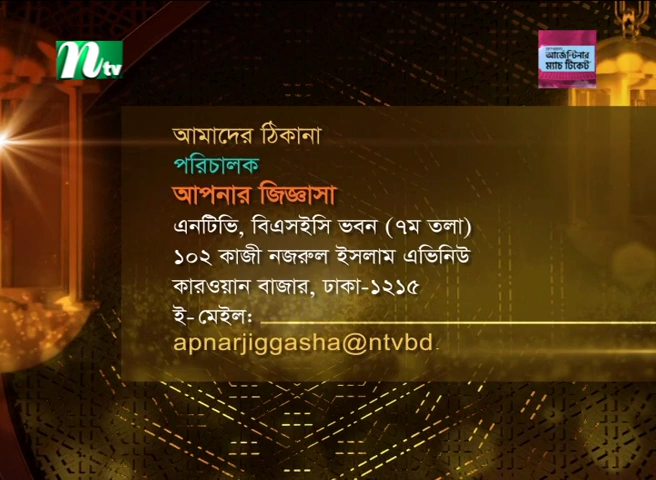 ntv
আর্জেন্টিনার
ম্যাচ টিকেট
আমাদের ঠিকানা
পরিচালক
আপনার জিজ্ঞাসা
এনটিভি, বিএসইসি ভবন (৭ম তলা)
১০২ কাজী নজরুল ইসলাম এভিনিউ
কারওয়ান বাজার, ঢাকা-১২১৫
ই-মেইল:
apnarjiggasha@ntvbd